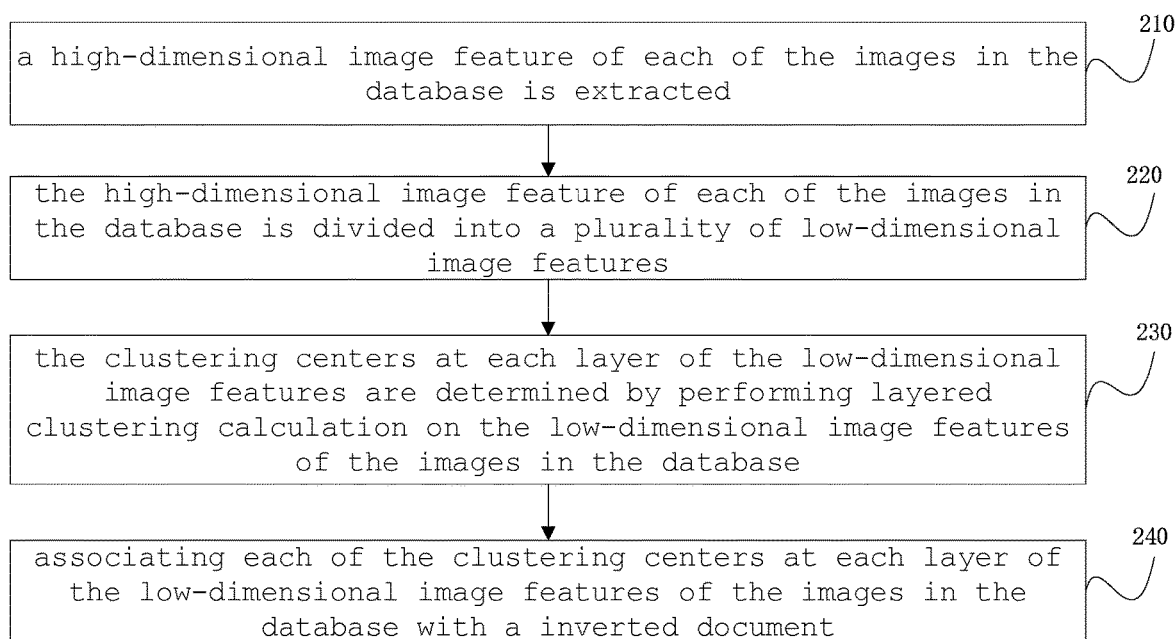 210
a high-dimensional image feature of each of the images in the
database is extracted
220
the high-dimensional image feature of each of the images in
the database is divided into a plurality of low-dimensional
image features
230
the clustering centers at each layer of the low-dimensional
image features are determined by performing layered
clustering calculation on the low-dimensional image features
of the images in the database
240
associating each of the clustering centers at each layer of
the low-dimensional image features of the images in the
database with a inverted document